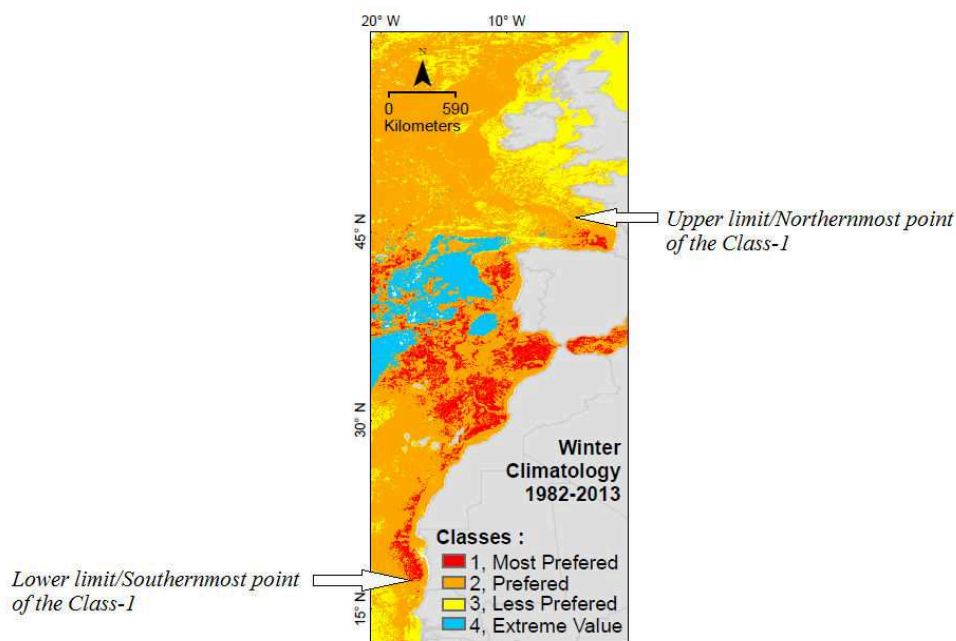 20° W 10° W
N
0 590
Kilometers
45° N
Upper limit/Northernmost point
of the Class-1
30° N
Winter
Climatology
1982-2013
Classes :
1, Most Prefered
2, Prefered
3, Less Prefered
4, Extreme Value
Lower limit/Southernmost point
of the Class-1
15° N